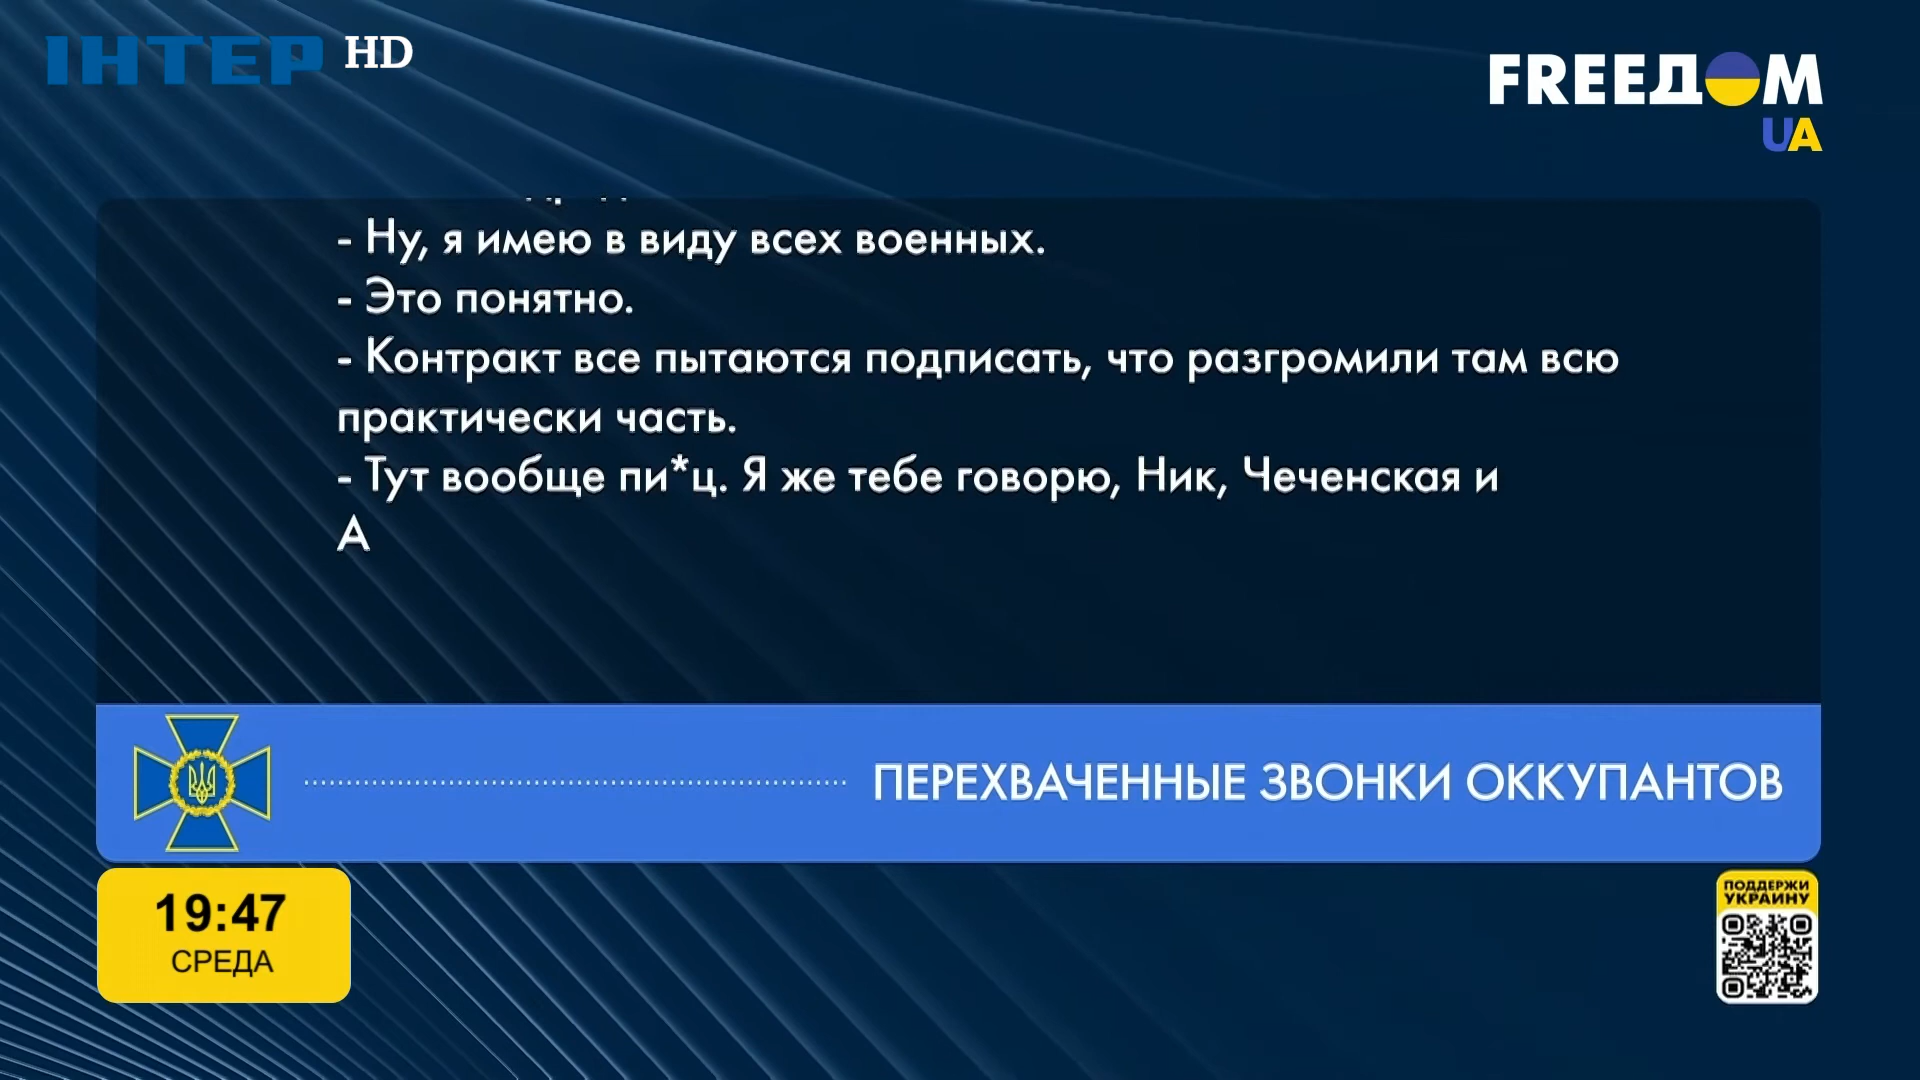 ІНТЕР HD
FREEДОМ
UA
- Ну, я имею в виду всех военных.
- Это понятно.
- Контракт все пытаются подписать, что разгромили там всю
практически часть.
- Тут вообще пи*ц. Я же тебе говорю, Ник, Чеченская и
А
ПЕРЕХВАЧЕННЫЕ ЗВОНКИ ОККУПАНТОВ
19:47
СРЕДА
ПОДДЕРЖИ
УКРАИНУ